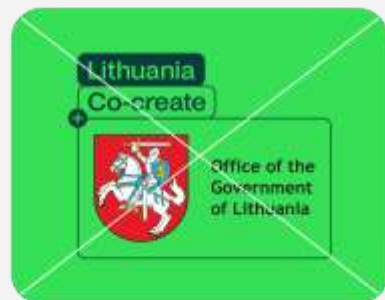 Lithuania
Co-create
Office of the
Government
of Lithuania